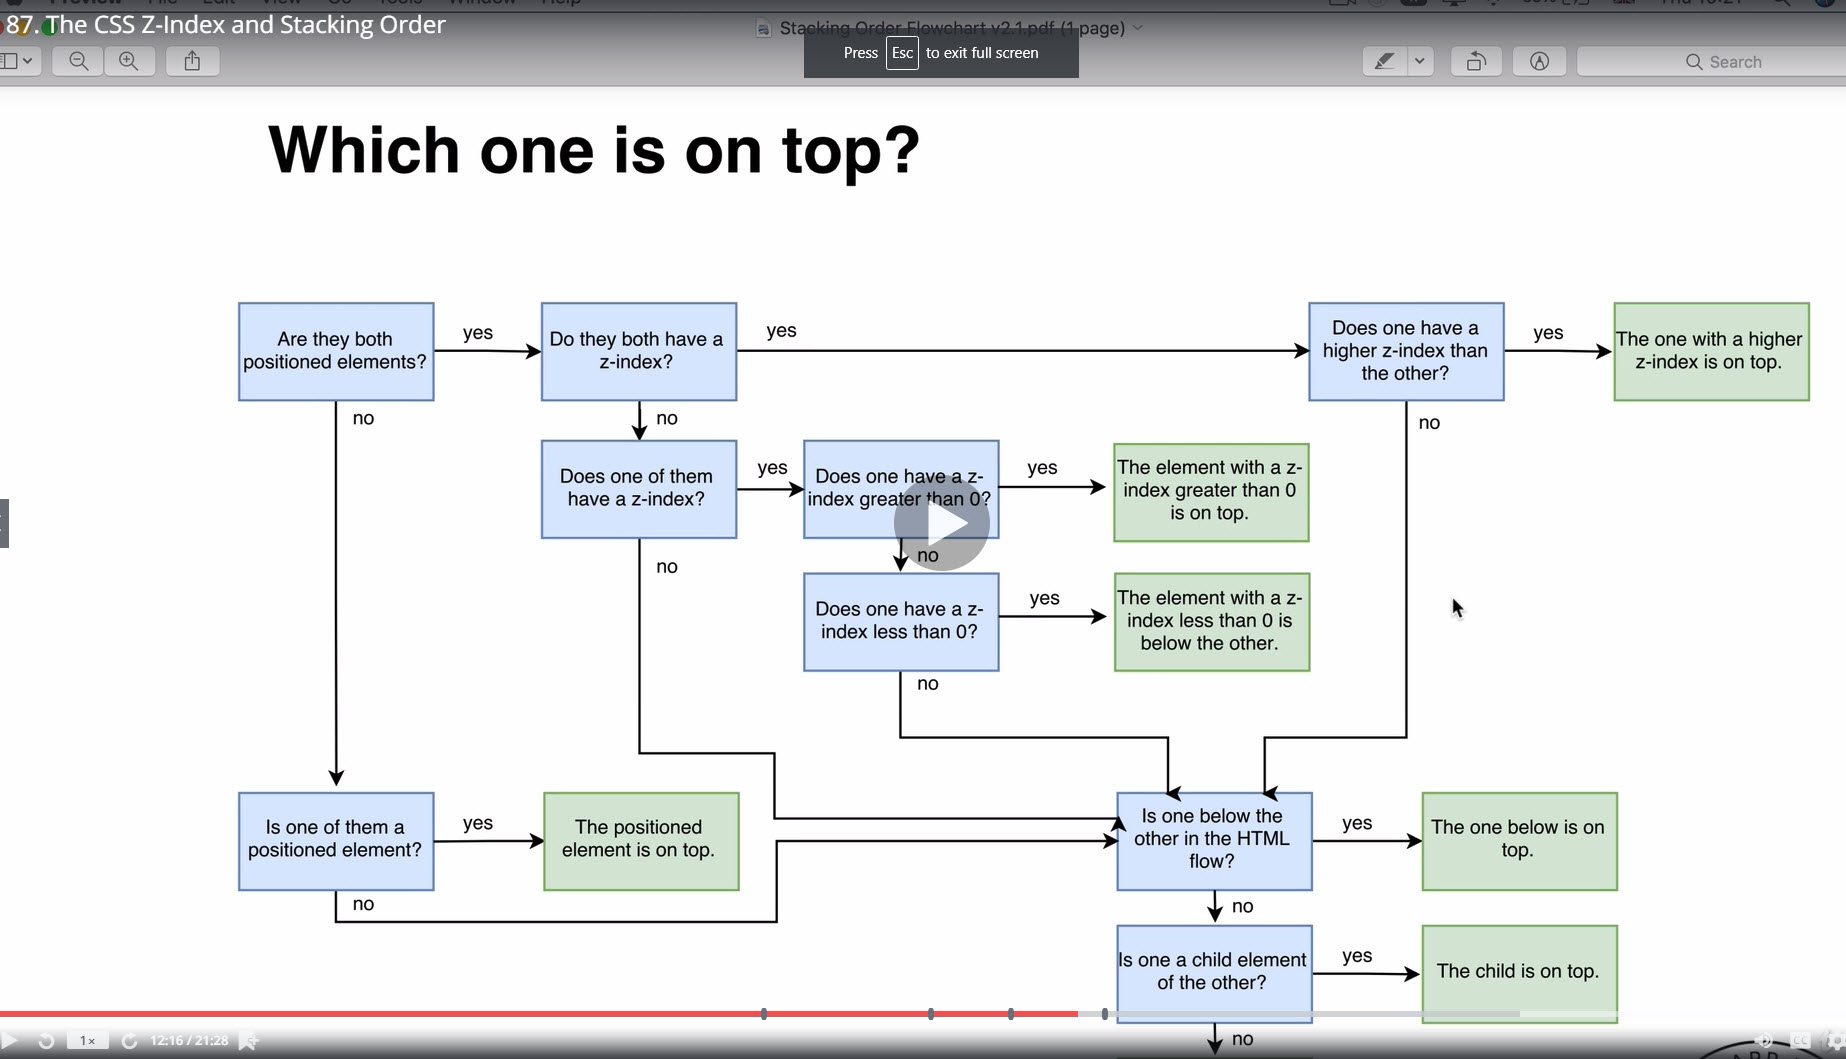 87. The CSS Z-Index and Stacking Order
Stacking Order Flowchart v2.1.pdf (1 page)
Press Esc to exit full screen
Search
Which one is on top?
Are they both
positioned elements?
yes
Do they both have a
z-index?
yes
Does one have a
higher z-index than
the other?
yes
The one with a higher
z-index is on top.
no
no
no
Does one of them
have a z-index?
yes
Does one have a z-
index greater than 0?
yes
The element with a z-
index greater than 0
is on top.
no
no
Does one have a z-
index less than 0?
yes
The element with a z-
index less than 0 is
below the other.
no
Is one of them a
positioned element?
yes
The positioned
element is on top.
Is one below the
other in the HTML
flow?
yes
The one below is on
top.
no
no
Is one a child element
of the other?
yes
The child is on top.
no
1×
12:16 / 21:28
CC